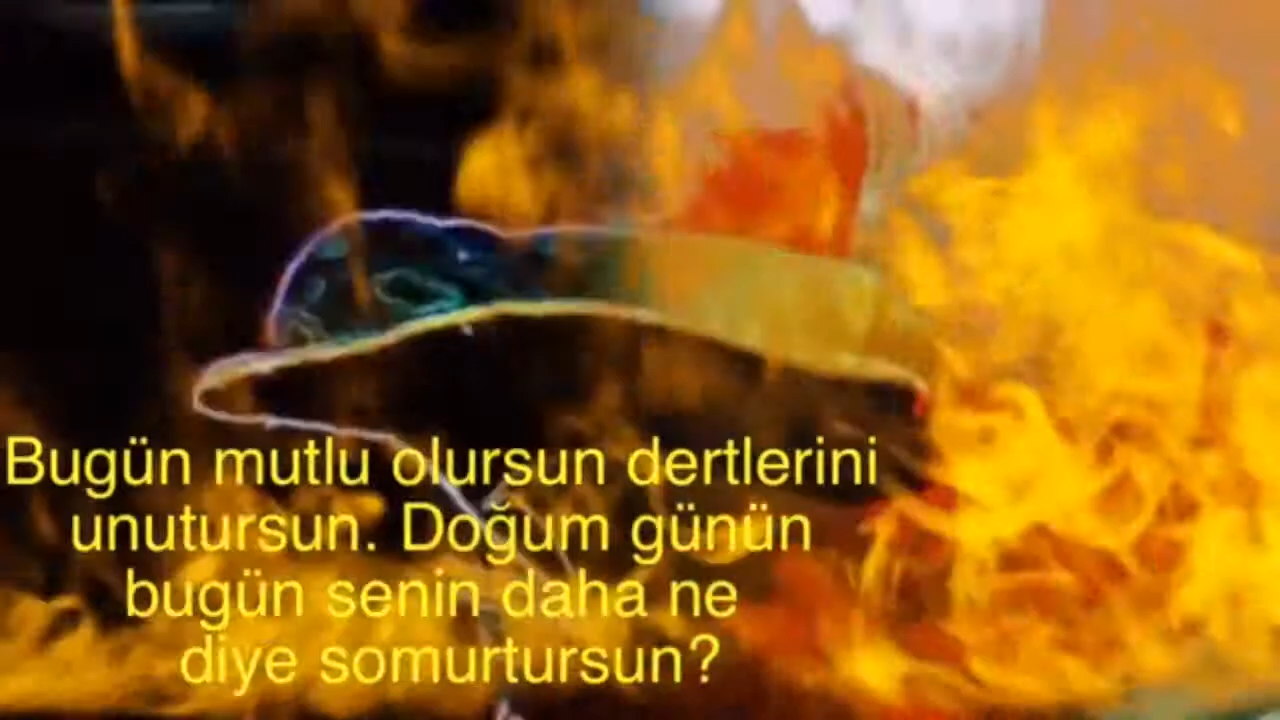 Bugün mutlu olursun dertlerini
unutursun. Doğum günün
bugün senin daha ne
diye somurtursun?